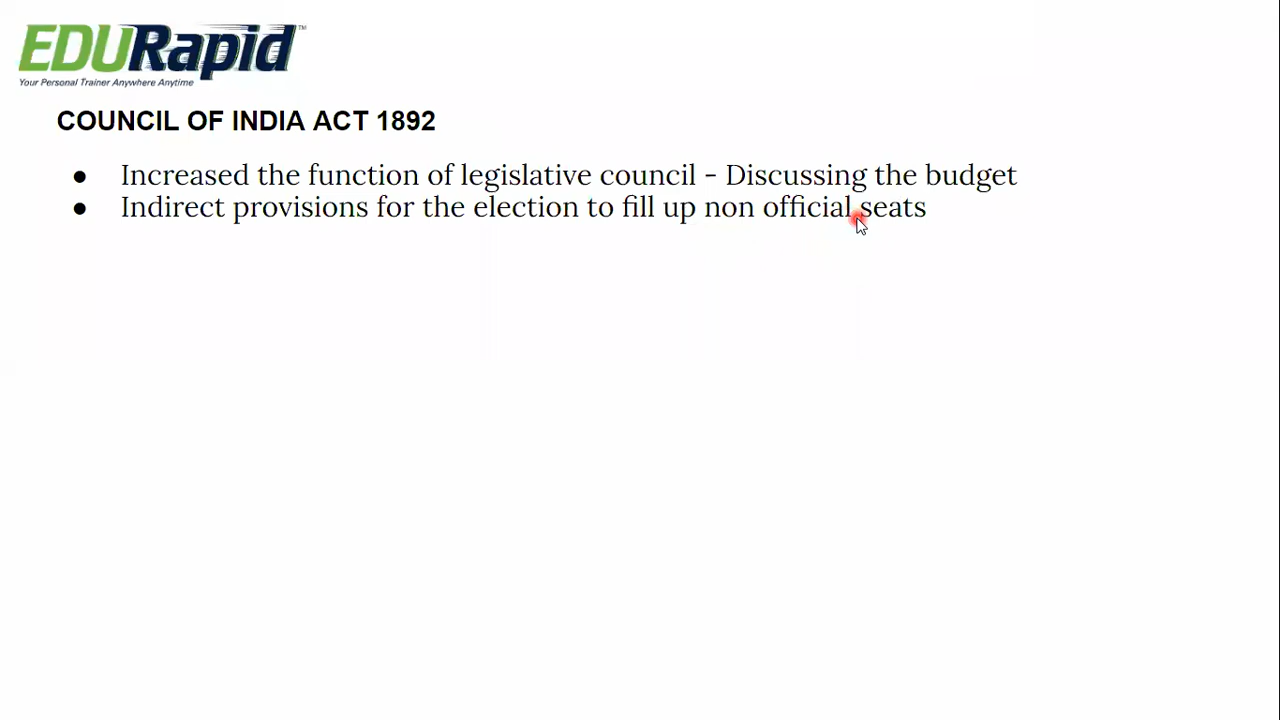 EDURapid™
Your Personal Trainer Anywhere Anytime
COUNCIL OF INDIA ACT 1892
● Increased the function of legislative council - Discussing the budget
● Indirect provisions for the election to fill up non official seats